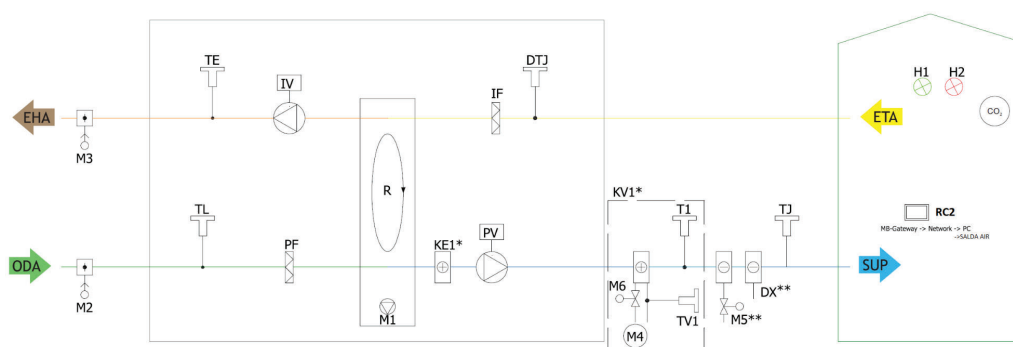 TE
IV
IF
DTJ
H1
H2
EHA
ETA
CO₂
M3
R
KV1*
TL
PF
KE1*
PV
T1
TJ
RC2
MB-Gateway -> Network -> PC
->SALDA AIR
ODA
SUP
M2
M1
M6
M4
TV1
M5**
DX**